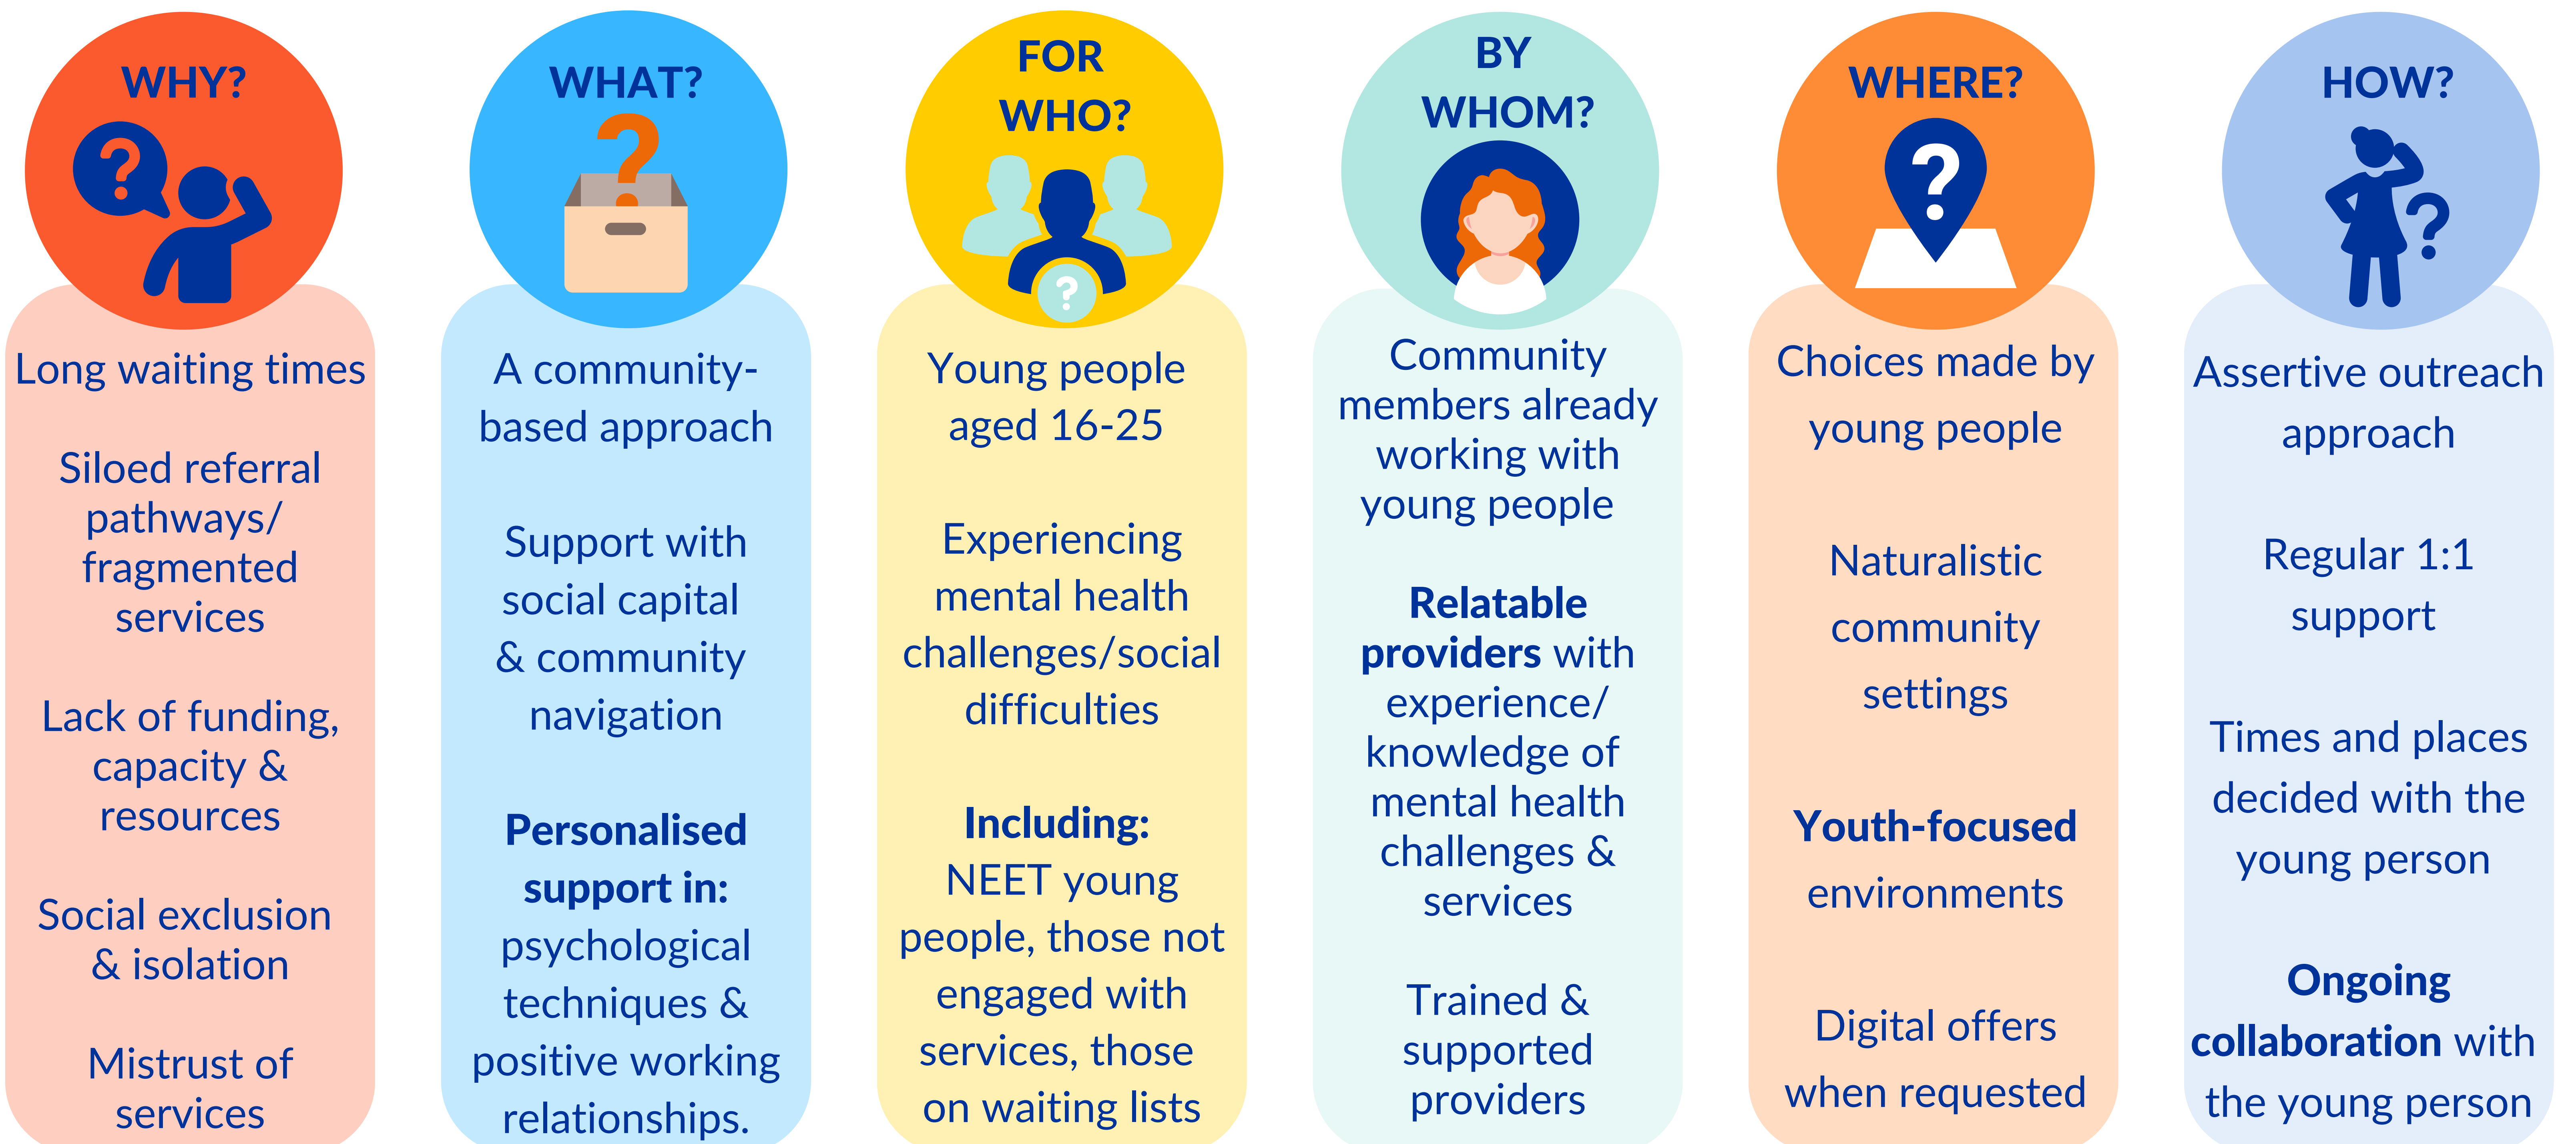 WHY?
?
Long waiting times
Siloed referral
pathways/
fragmented
services
Lack of funding,
capacity &
resources
Social exclusion
& isolation
Mistrust of
services
WHAT?
?
A community-
based approach
Support with
social capital
& community
navigation
Personalised
support in:
psychological
techniques &
positive working
relationships.
FOR
WHO?
?
Young people
aged 16-25
Experiencing
mental health
challenges/social
difficulties
Including:
NEET young
people, those not
engaged with
services, those
on waiting lists
BY
WHOM?
Community
members already
working with
young people
Relatable
providers with
experience/
knowledge of
mental health
challenges &
services
Trained &
supported
providers
WHERE?
?
Choices made by
young people
Naturalistic
community
settings
Youth-focused
environments
Digital offers
when requested
HOW?
?
Assertive outreach
approach
Regular 1:1
support
Times and places
decided with the
young person
Ongoing
collaboration with
the young person